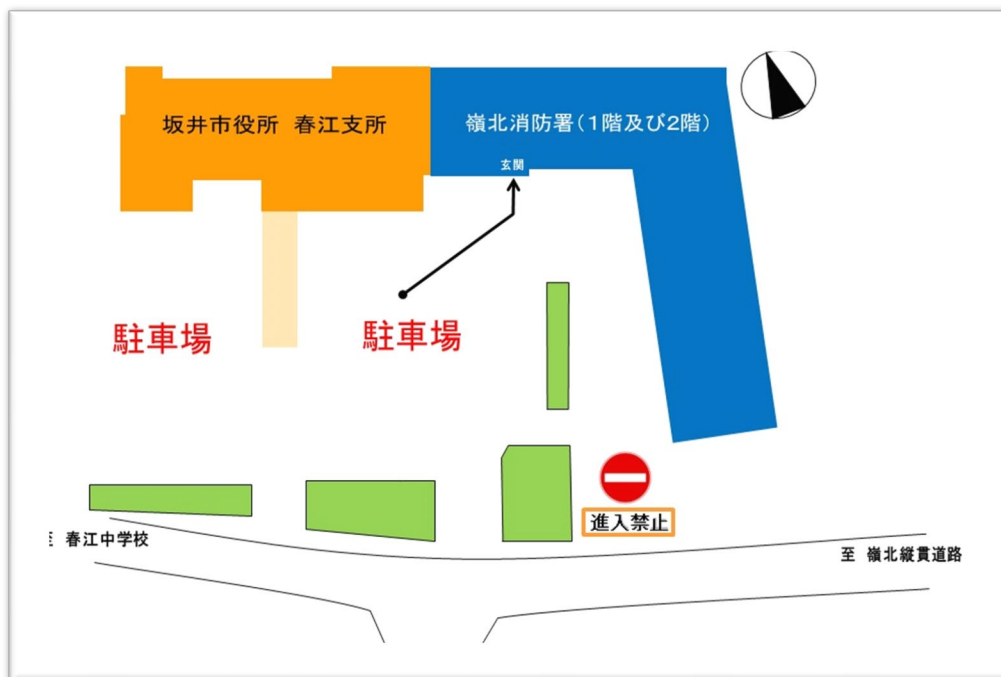 坂井市役所 春江支所
嶺北消防署(1階及び2階)
玄関
駐車場
駐車場
進入禁止
至 春江中学校
至 嶺北縦貫道路